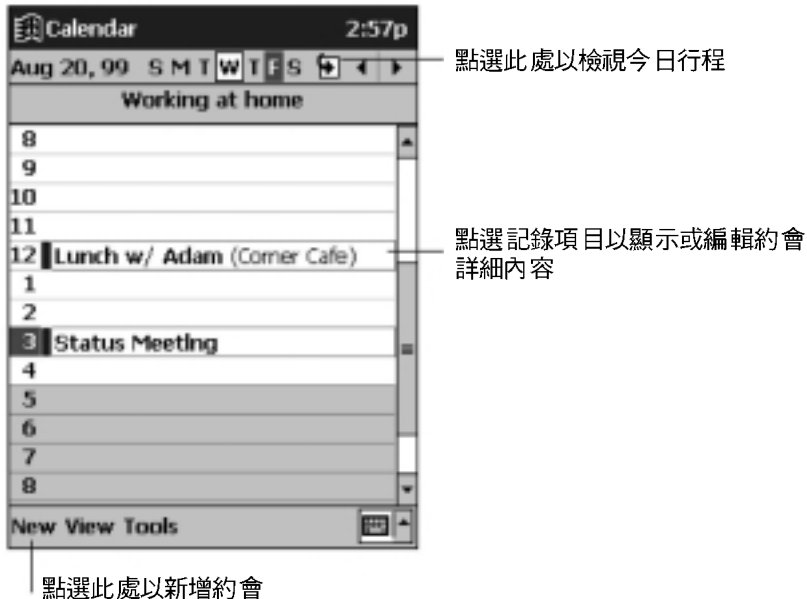 Calendar 2:57p
Aug 20, 99 S M T W T F S
點選此處以檢視今日行程
Working at home
8
9
10
11
點選記錄項目以顯示或編輯約會
詳細內容
12 Lunch w/ Adam (Corner Cafe)
1
2
3 Status Meeting
4
5
6
7
8
New View Tools
點選此處以新增約會